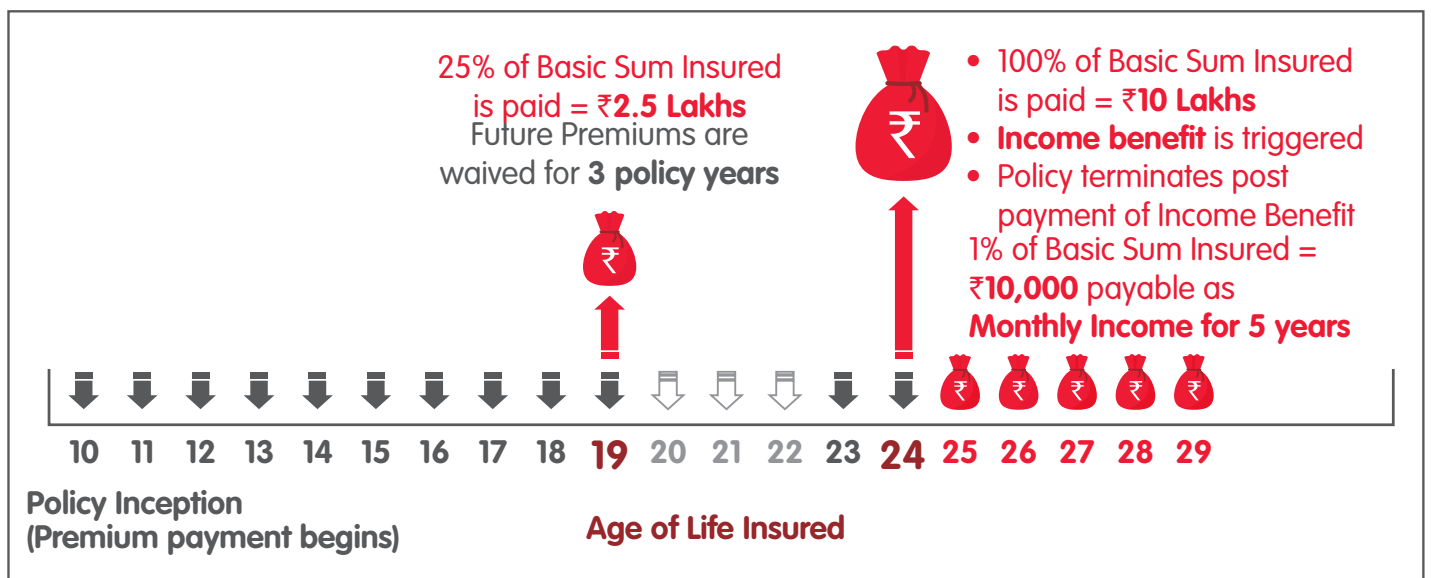 25% of Basic Sum Insured
is paid = ₹2.5 Lakhs
Future Premiums are
waived for 3 policy years
₹
₹
• 100% of Basic Sum Insured
is paid = ₹10 Lakhs
• Income benefit is triggered
• Policy terminates post
payment of Income Benefit
1% of Basic Sum Insured =
₹10,000 payable as
Monthly Income for 5 years
₹ ₹ ₹ ₹ ₹
10 11 12 13 14 15 16 17 18 19 20 21 22 23 24 25 26 27 28 29
Policy Inception
(Premium payment begins)
Age of Life Insured